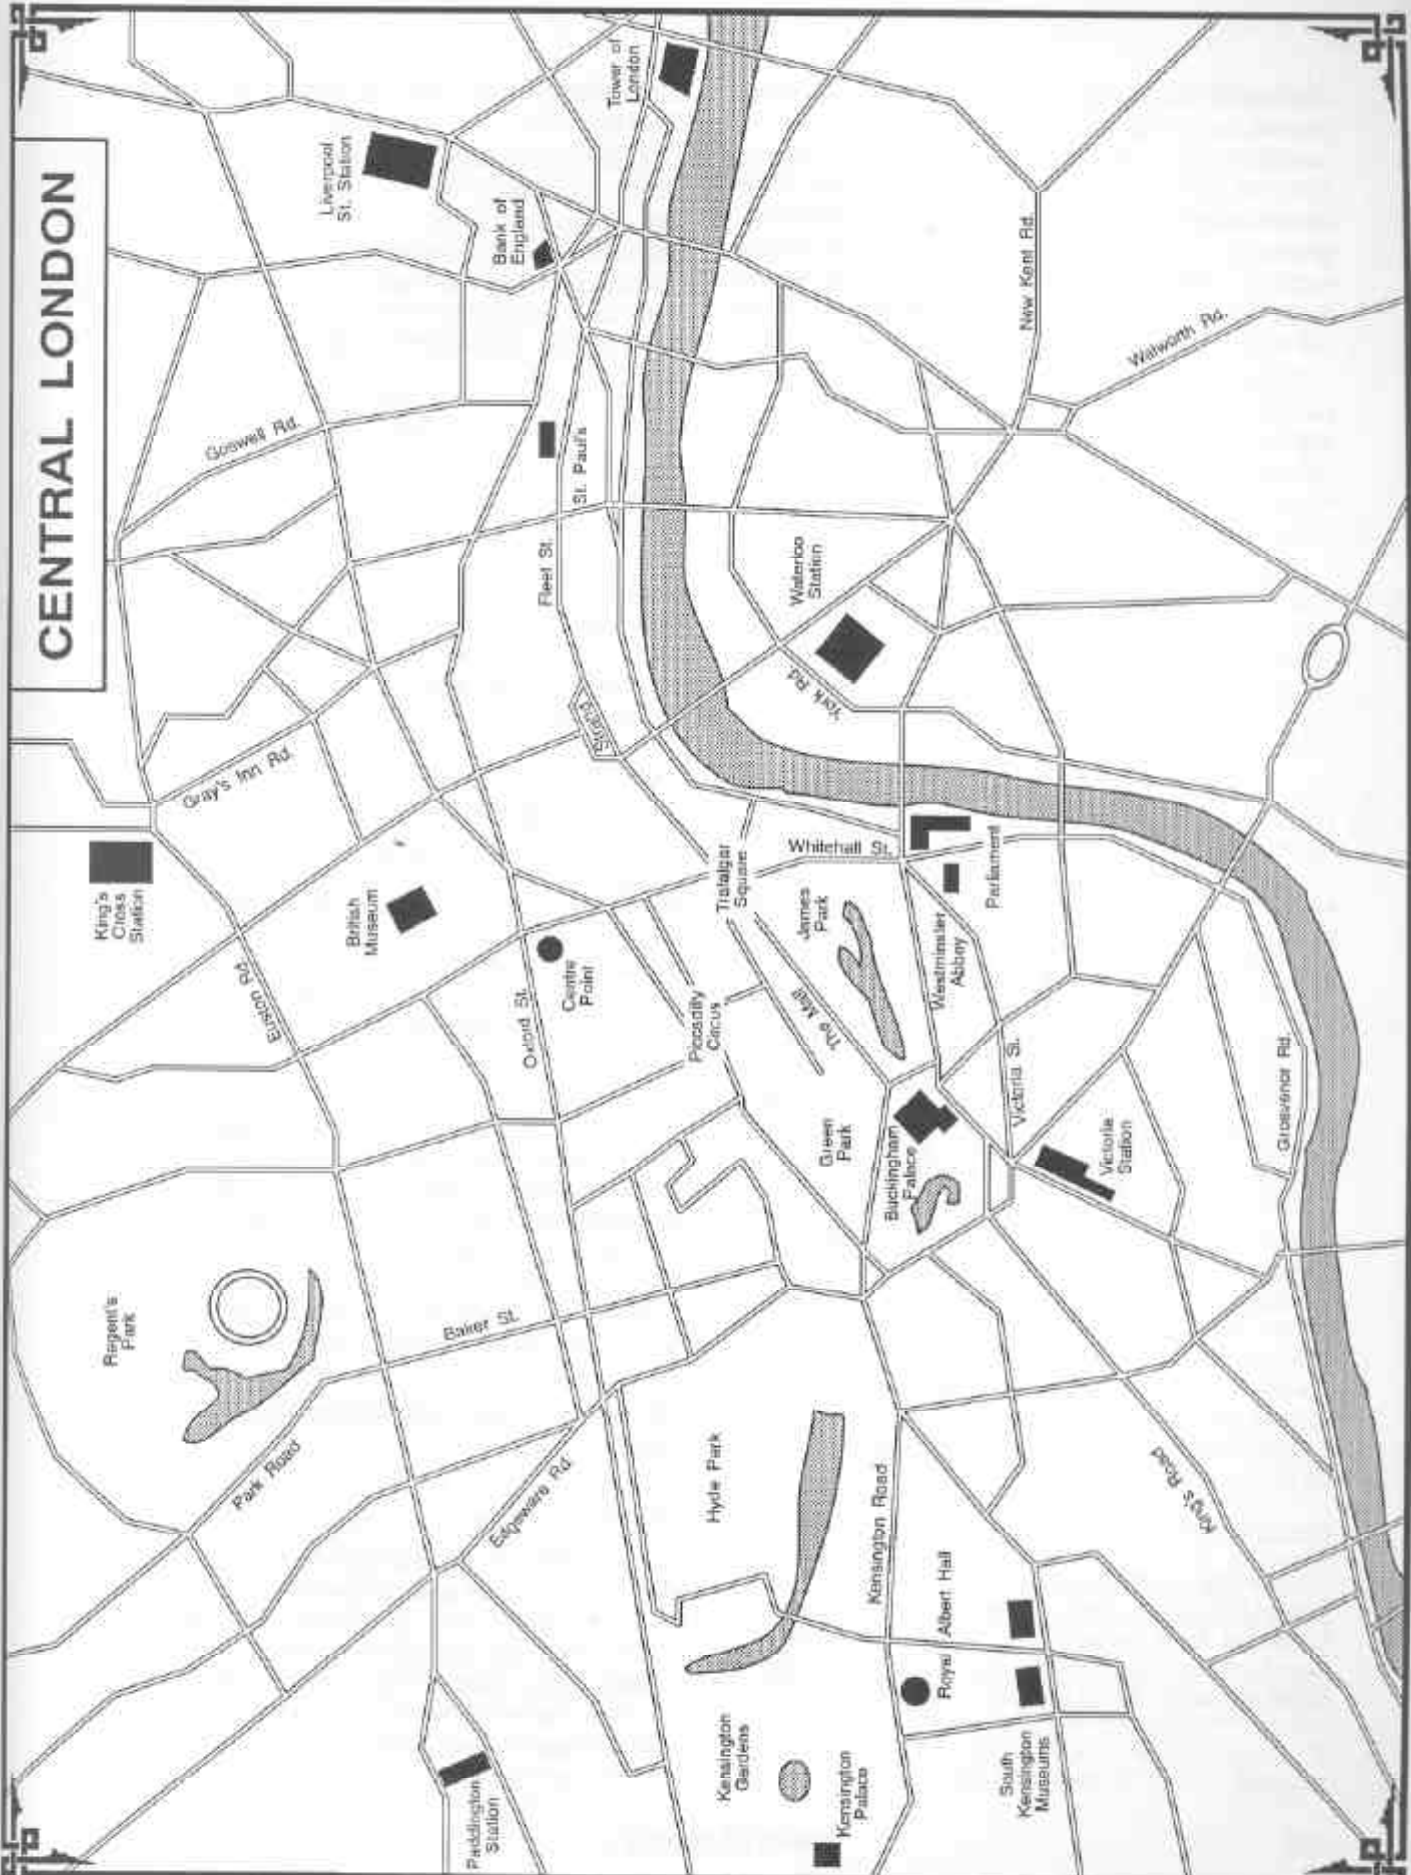 CENTRAL LONDON
King's
Cross
Station
Liverpool
St. Station
Tower of
London
Bank of
England
Goswell Rd.
Gray's Inn Rd.
Euston Rd.
British
Museum
Fleet St.
St. Paul's
Strand
Oxford St.
Centre
Point
Regent's
Park
Park Road
Baker St.
Edgeware Rd.
Paddington
Station
Piccadilly
Circus
Trafalgar
Square
Whitehall St.
James
Park
The Mall
Green
Park
Buckingham
Palace
Westminster
Abbey
Parliament
Victoria St.
Victoria
Station
Grosvenor Rd.
Waterloo
Station
York Rd
New Kent Rd.
Walworth Rd.
Hyde Park
Kensington Road
Royal Albert Hall
King's Road
Kensington
Gardens
Kensington
Palace
South
Kensington
Museums